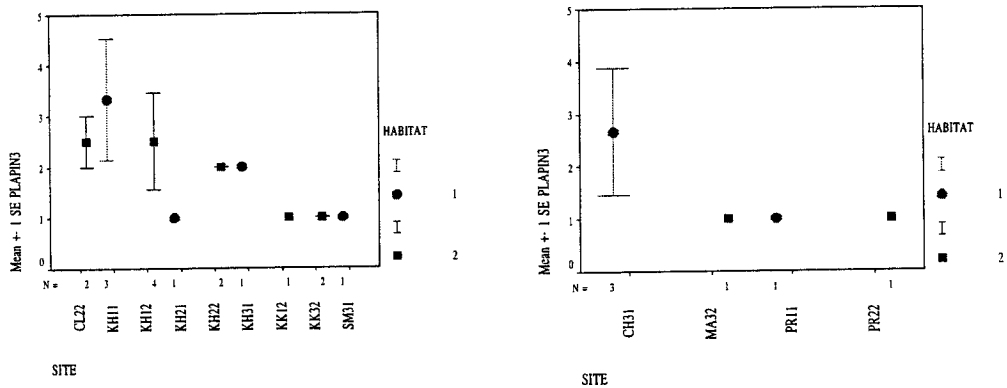 5
4
3
2
1
0
Mean +- 1 SE PLAPIN3
N = 2 3 4 1 2 1 1 2 1
CL22 KH11 KH12 KH21 KH22 KH31 KK12 KK32 SM31
SITE
HABITAT
1
2
5
4
3
2
1
0
Mean +- 1 SE PLAPIN3
N = 3 1 1 1
CH31 MA32 PR11 PR22
SITE
HABITAT
1
2